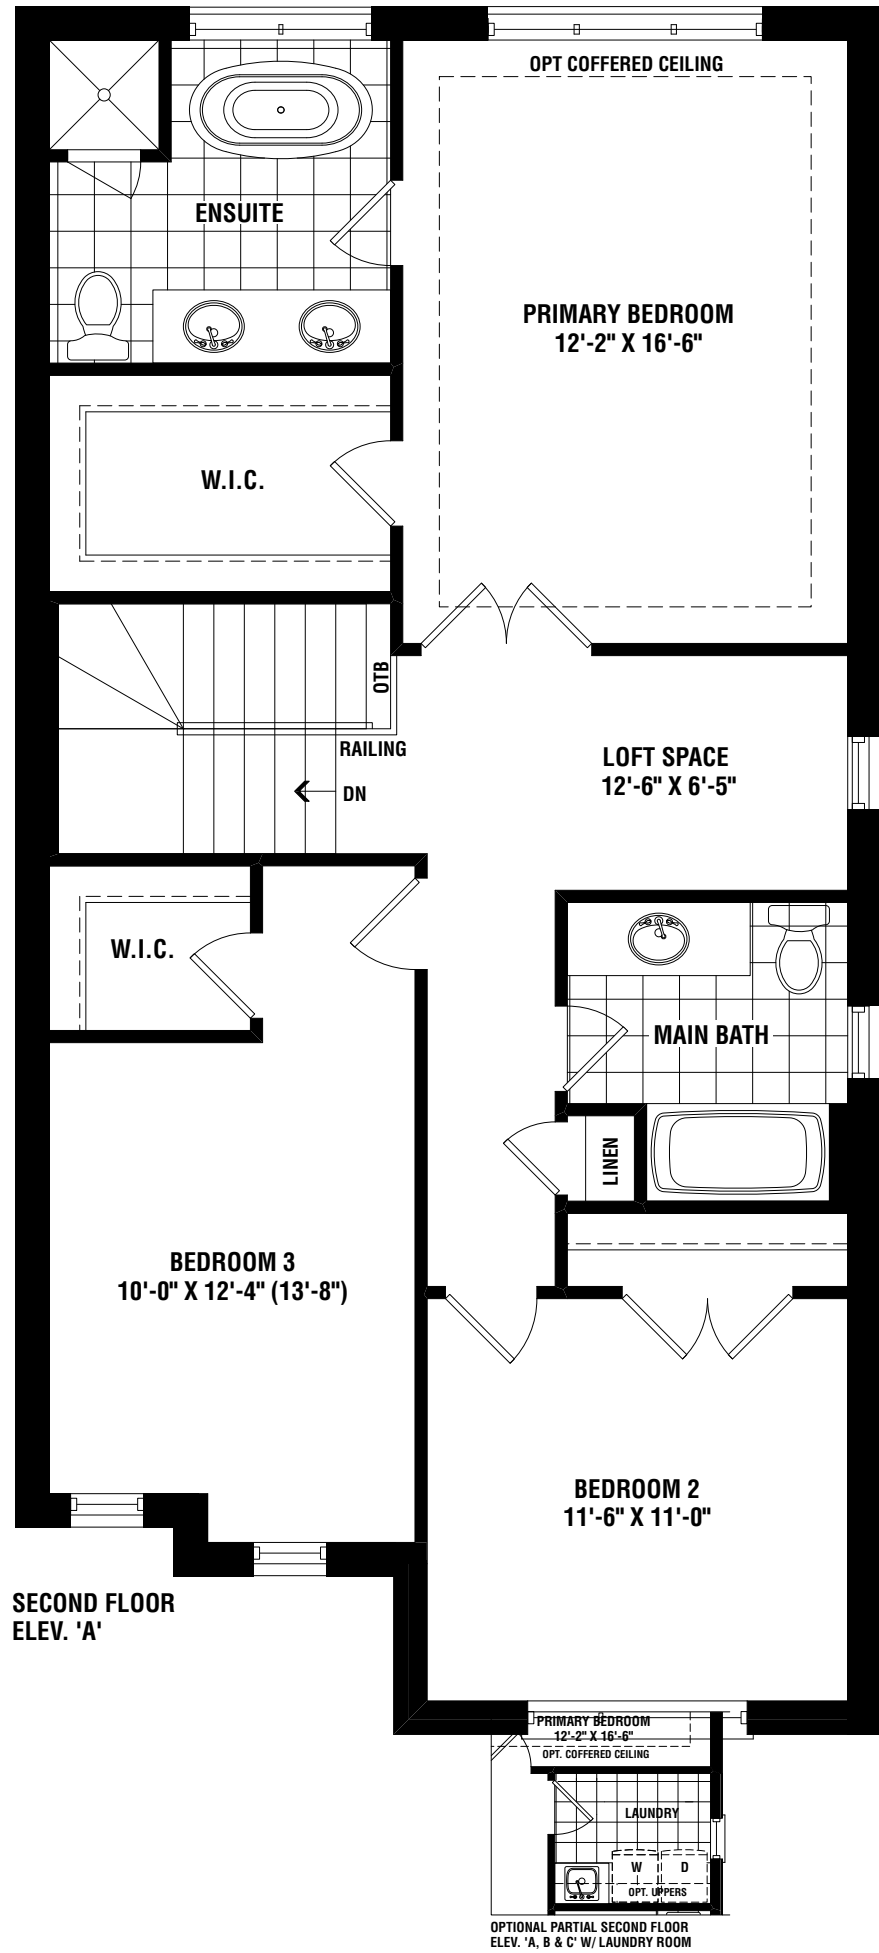 OPT COFFERED CEILING
ENSUITE
PRIMARY BEDROOM
12'-2" X 16'-6"
W.I.C.
OTB
RAILING
DN
LOFT SPACE
12'-6" X 6'-5"
W.I.C.
MAIN BATH
LINEN
BEDROOM 3
10'-0" X 12'-4" (13'-8")
BEDROOM 2
11'-6" X 11'-0"
SECOND FLOOR
ELEV. 'A'
PRIMARY BEDROOM
12'-2" X 16'-6"
OPT. COFFERED CEILING
LAUNDRY
W D
OPT. UPPERS
OPTIONAL PARTIAL SECOND FLOOR
ELEV. 'A, B & C' W/ LAUNDRY ROOM